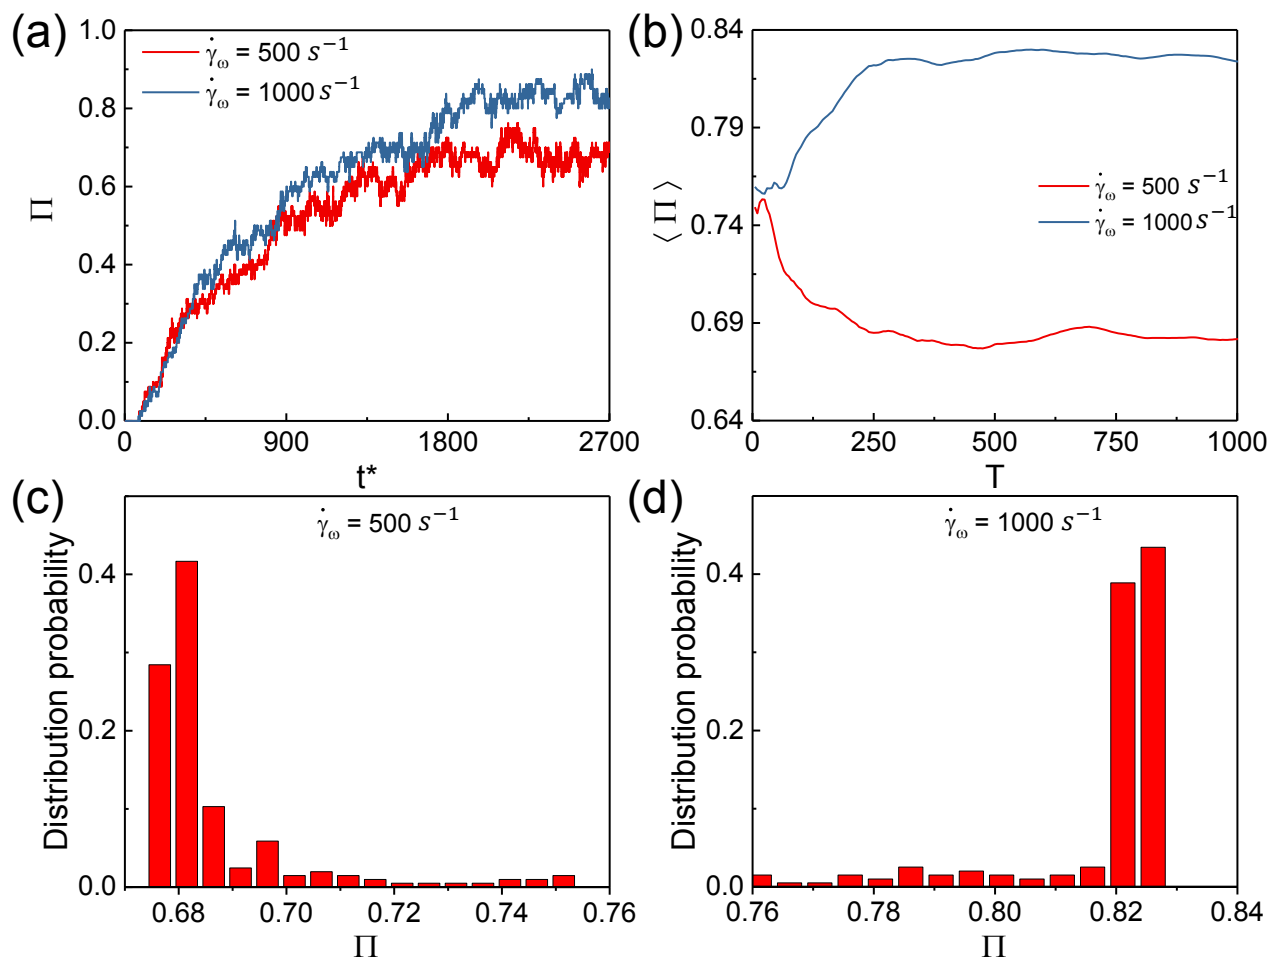 (a)
1.0
0.8
0.6
0.4
0.2
0.0
Π
γ̇ω = 500 s⁻¹
γ̇ω = 1000 s⁻¹
0 900 1800 2700
t*
(b)
0.84
0.79
0.74
0.69
0.64
⟨Π⟩
γ̇ω = 500 s⁻¹
γ̇ω = 1000 s⁻¹
0 250 500 750 1000
T
(c)
γ̇ω = 500 s⁻¹
Distribution probability
0.4
0.2
0.0
0.68 0.70 0.72 0.74 0.76
Π
(d)
γ̇ω = 1000 s⁻¹
Distribution probability
0.4
0.2
0.0
0.76 0.78 0.80 0.82 0.84
Π